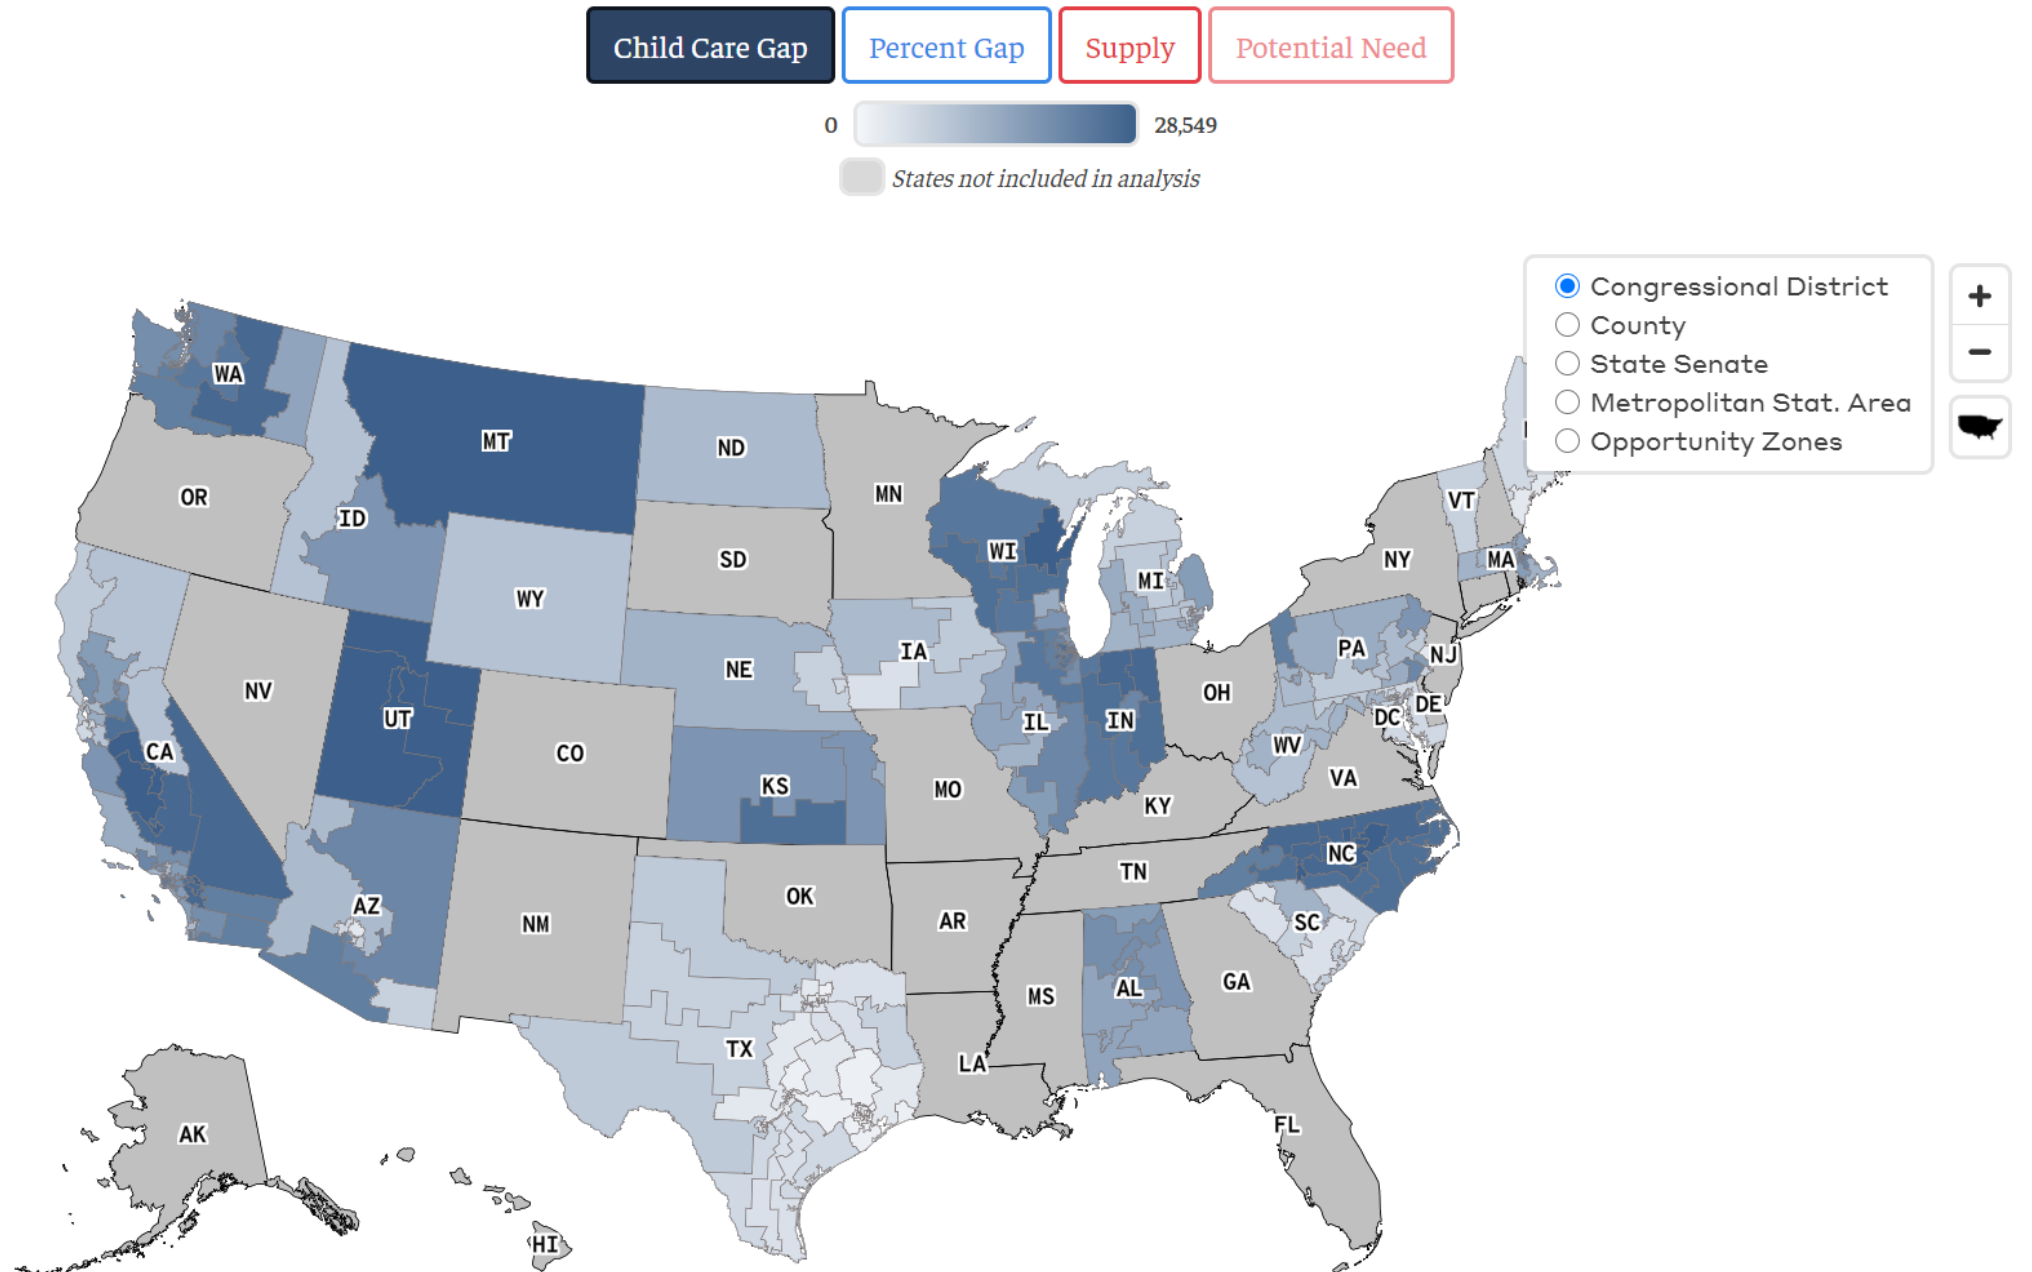 Child Care Gap Percent Gap Supply Potential Need
0 28,549
States not included in analysis
Congressional District
County
State Senate
Metropolitan Stat. Area
Opportunity Zones
+
−
WA
MT
ND
OR
ID
MN
WI
VT
SD
WY
NY
MA
MI
IA
PA
NE
NJ
NV
UT
OH
DE
IL
IN
DC
CA
CO
WV
KS
MO
VA
KY
NC
TN
AZ
OK
NM
AR
SC
MS
AL
GA
TX
LA
AK
FL
HI